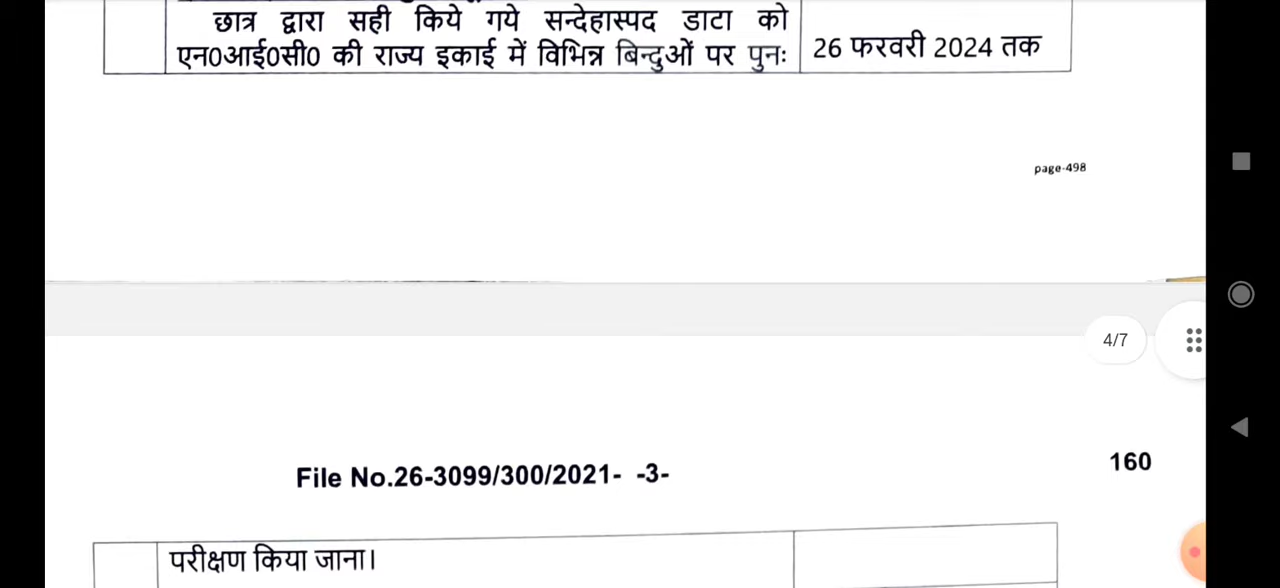 छात्र द्वारा सही किये गये सन्देहास्पद डाटा को
एन0आई0सी0 की राज्य इकाई में विभिन्न बिन्दुओं पर पुनः
26 फरवरी 2024 तक
page-498
4/7
160
File No.26-3099/300/2021- -3-
परीक्षण किया जाना।